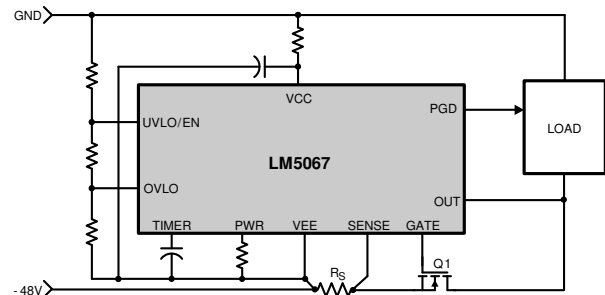 GND
VCC
PGD
UVLO/EN
LOAD
LM5067
OVLO
OUT
TIMER PWR VEE SENSE GATE
RS
Q1
- 48V